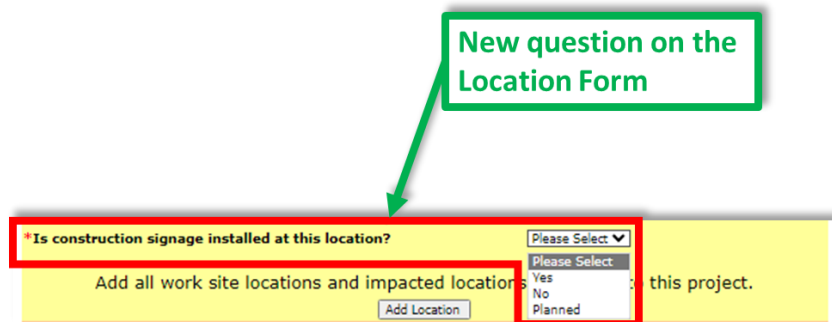 New question on the
Location Form
*Is construction signage installed at this location? Please Select
Please Select
Add all work site locations and impacted location this project.
Yes
No
Add Location
Planned